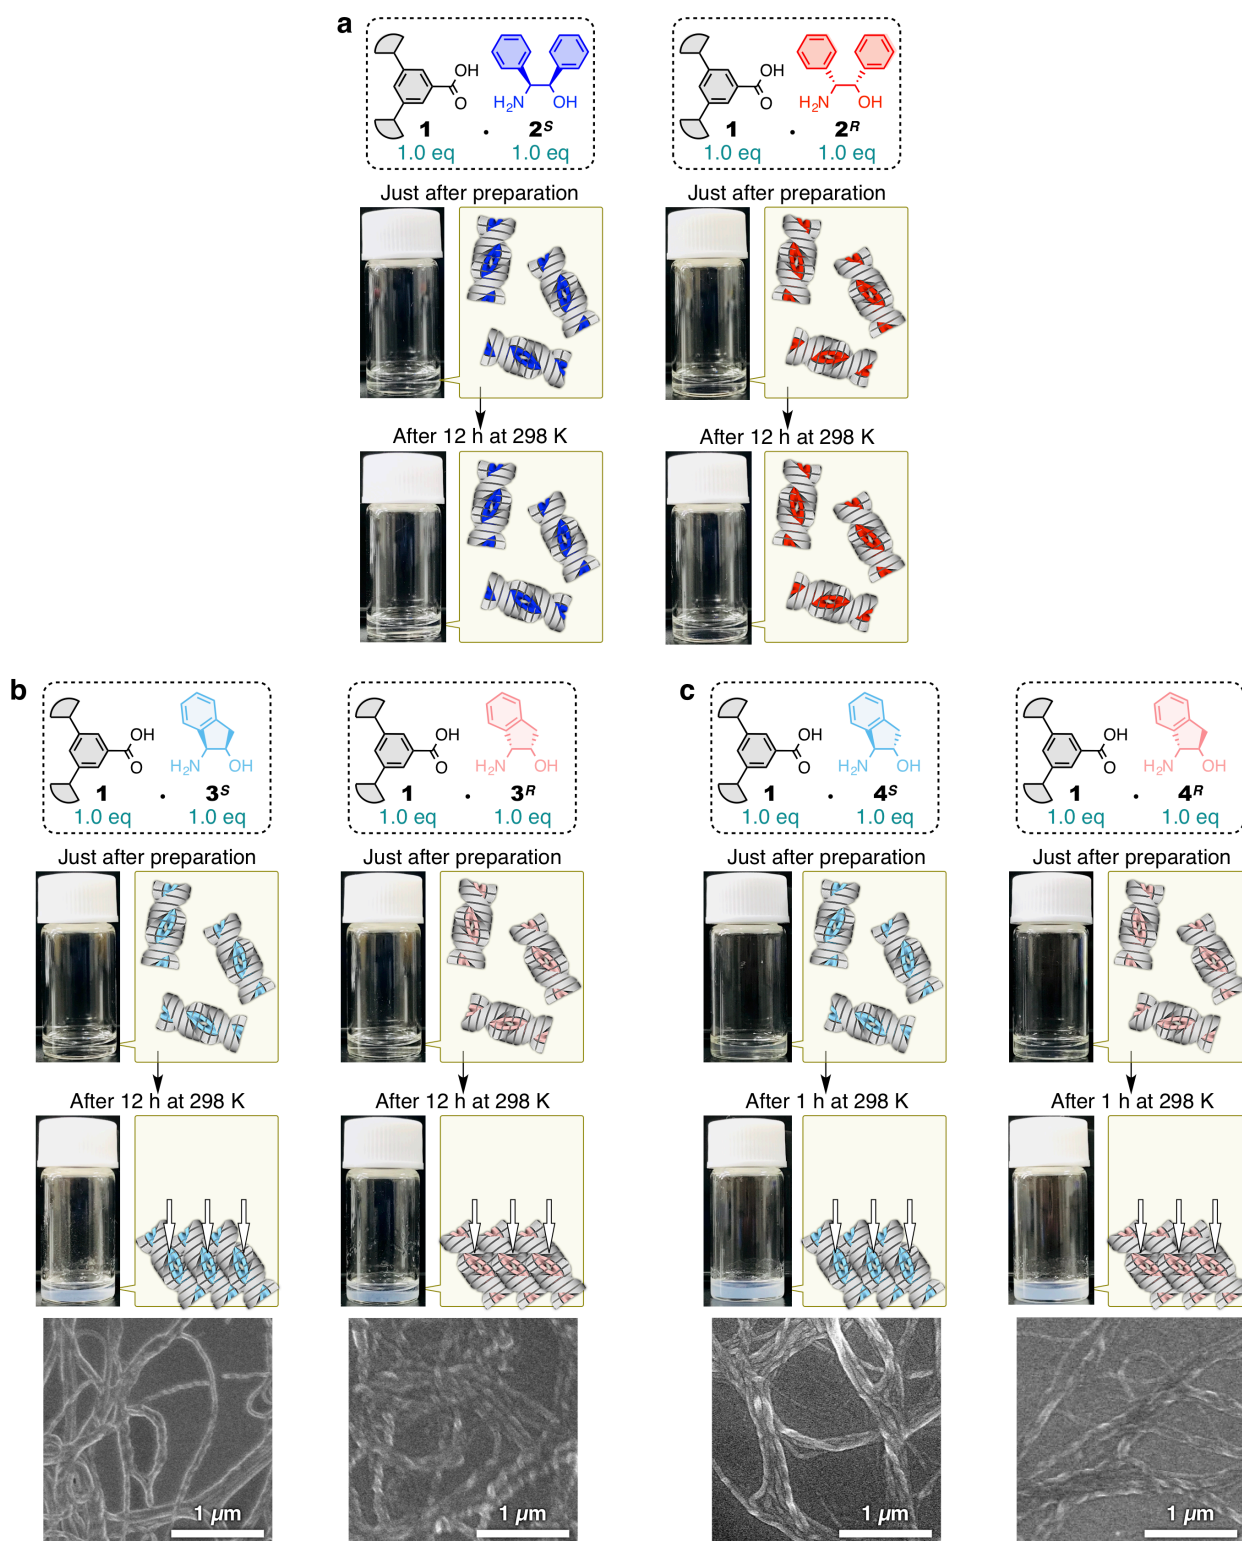 a
OH
O
H2N
OH
1 · 2S
1.0 eq 1.0 eq
OH
O
H2N
OH
1 · 2R
1.0 eq 1.0 eq
Just after preparation
Just after preparation
After 12 h at 298 K
After 12 h at 298 K
b
OH
O
H2N
OH
1 · 3S
1.0 eq 1.0 eq
OH
O
H2N
OH
1 · 3R
1.0 eq 1.0 eq
c
OH
O
H2N
OH
1 · 4S
1.0 eq 1.0 eq
OH
O
H2N
OH
1 · 4R
1.0 eq 1.0 eq
Just after preparation
Just after preparation
Just after preparation
Just after preparation
After 12 h at 298 K
After 12 h at 298 K
After 1 h at 298 K
After 1 h at 298 K
1 µm
1 µm
1 µm
1 µm